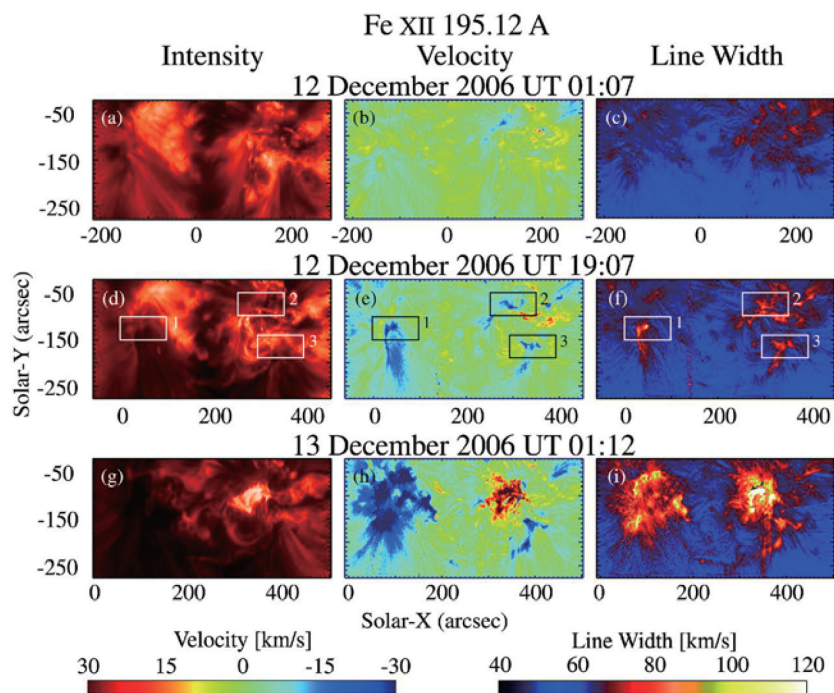 Fe XII 195.12 A
Intensity Velocity Line Width
12 December 2006 UT 01:07
-50
-150
-250
(a) (b) (c)
-200 0 200 -200 0 200 -200 0 200
12 December 2006 UT 19:07
-50
-150
-250
(d) 1 2 3 (e) 1 2 3 (f) 1 2 3
0 200 400 0 200 400 0 200 400
13 December 2006 UT 01:12
-50
-150
-250
(g) (h) (i)
0 200 400 0 200 400 0 200 400
Solar-Y (arcsec)
Solar-X (arcsec)
Velocity [km/s] Line Width [km/s]
30 15 0 -15 -30 40 60 80 100 120